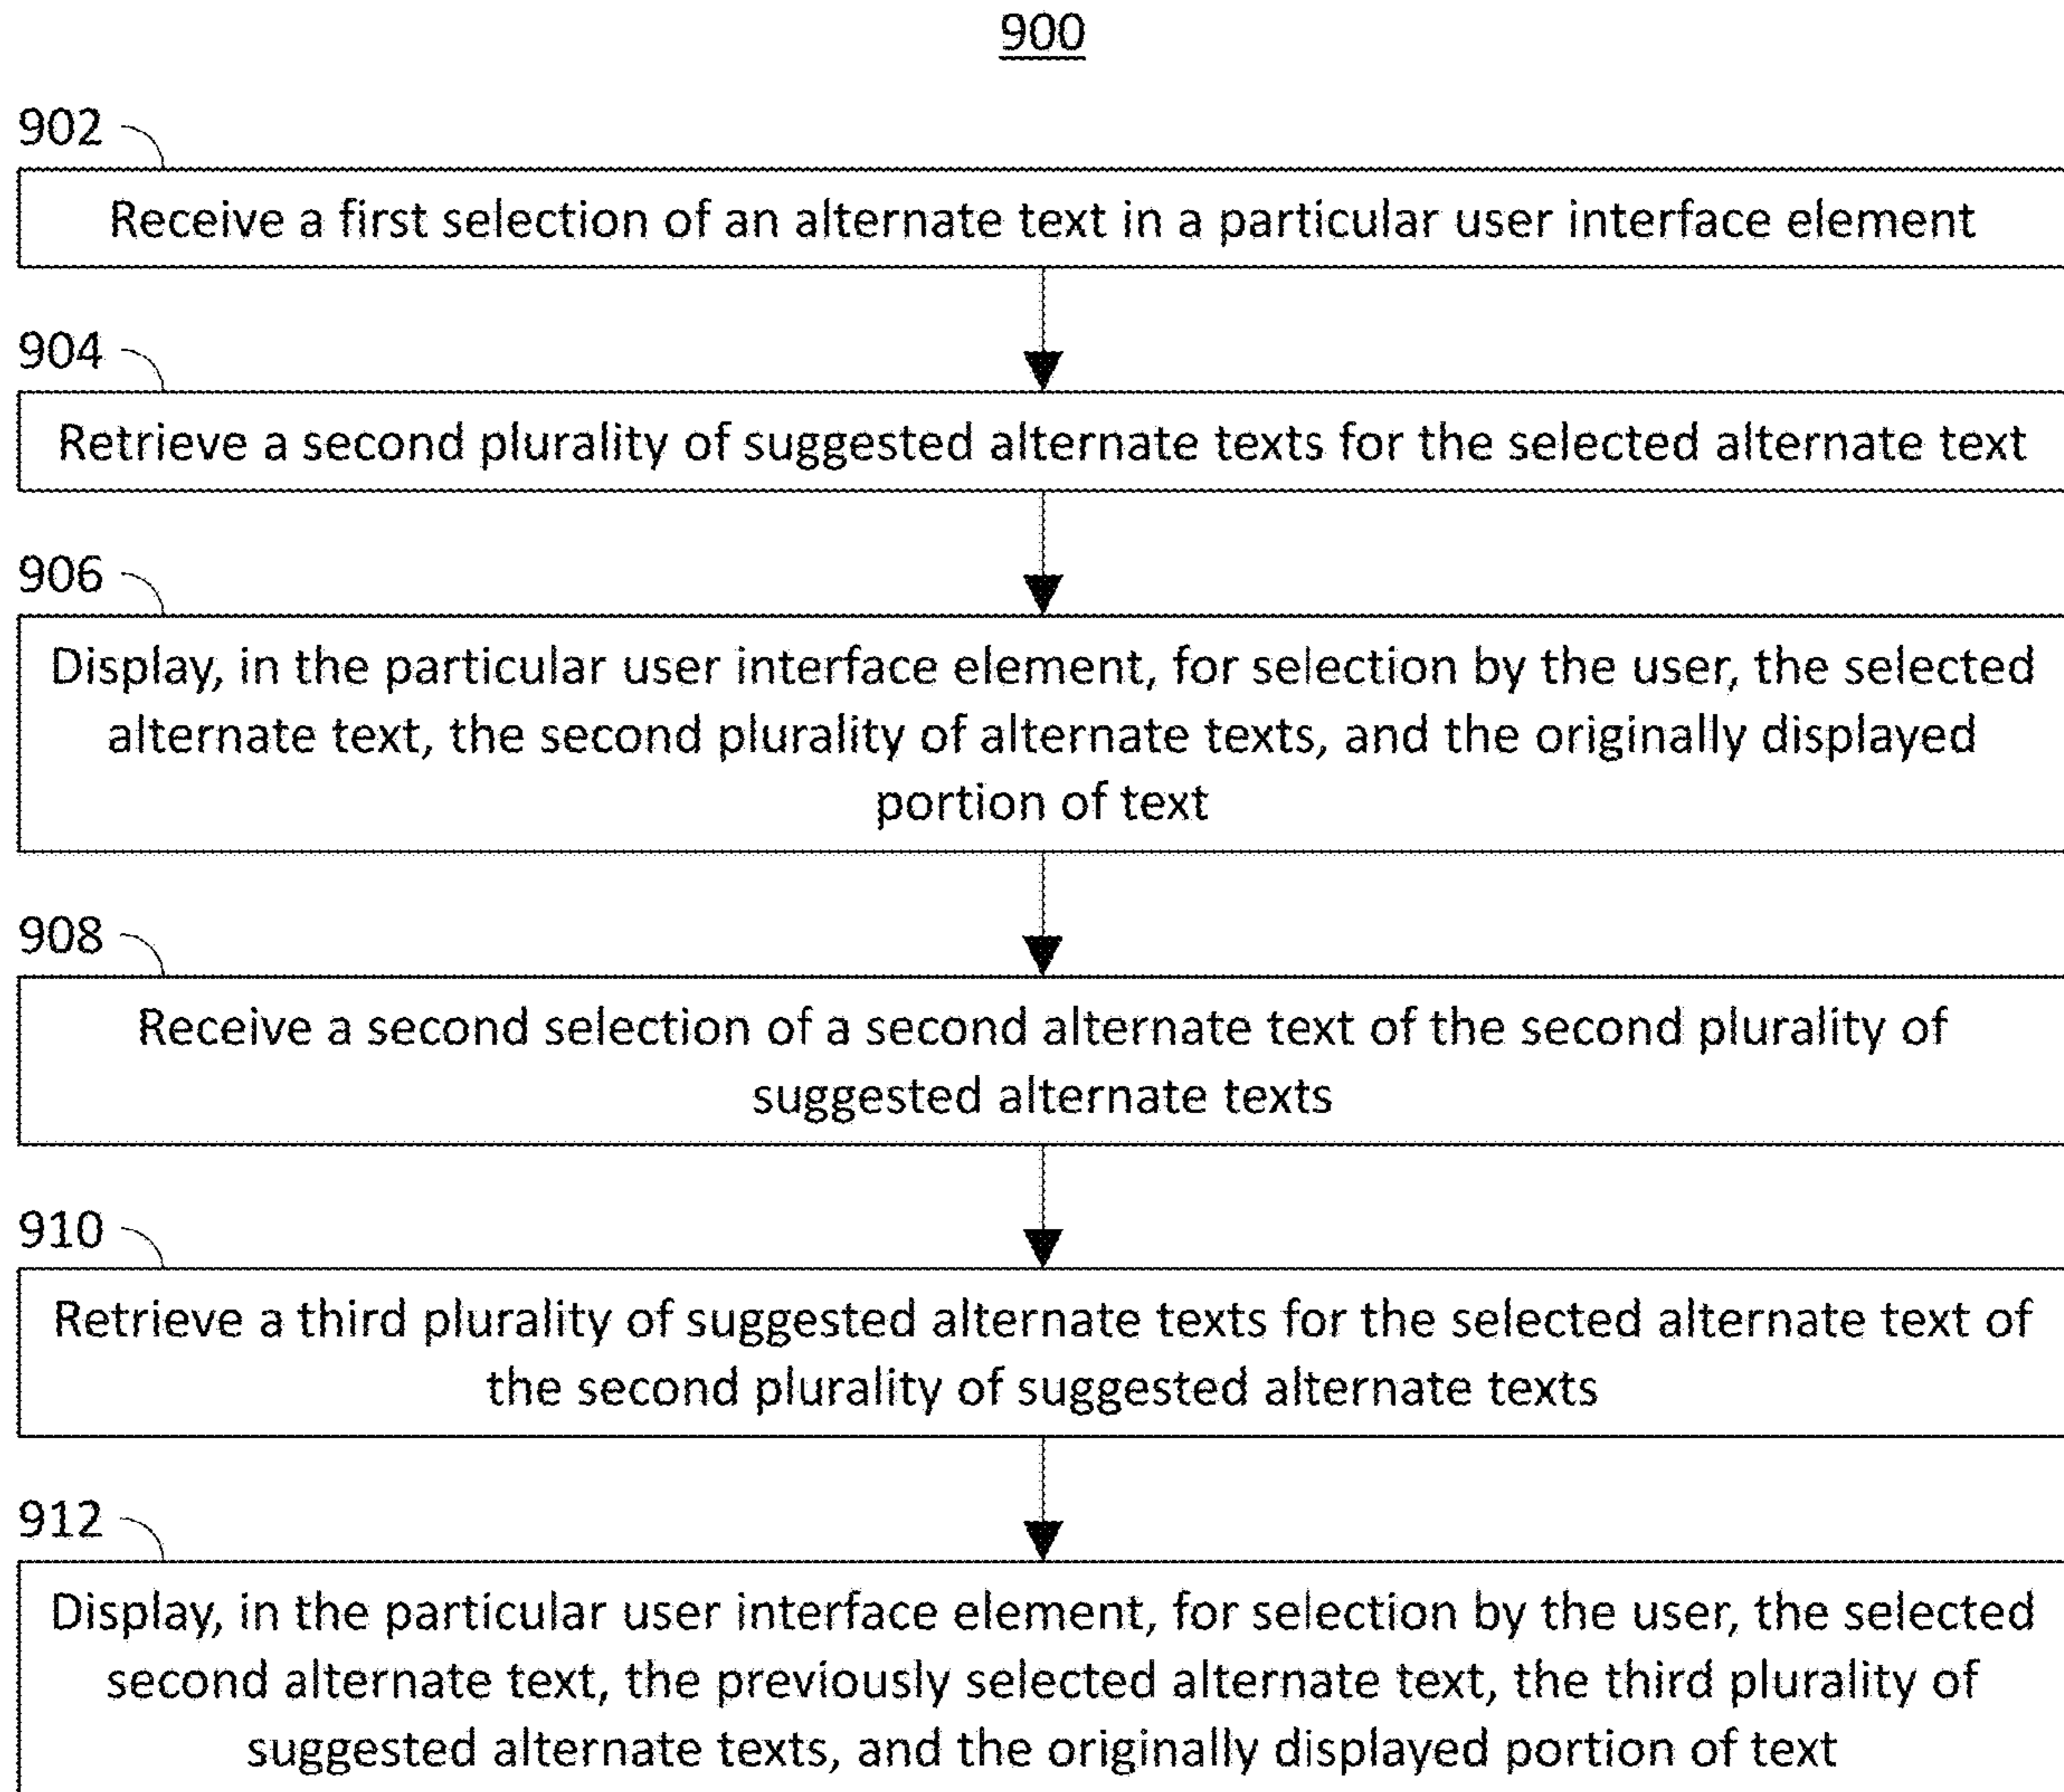 900
902
Receive a first selection of an alternate text in a particular user interface element
904
Retrieve a second plurality of suggested alternate texts for the selected alternate text
906
Display, in the particular user interface element, for selection by the user, the selected
alternate text, the second plurality of alternate texts, and the originally displayed
portion of text
908
Receive a second selection of a second alternate text of the second plurality of
suggested alternate texts
910
Retrieve a third plurality of suggested alternate texts for the selected alternate text of
the second plurality of suggested alternate texts
912
Display, in the particular user interface element, for selection by the user, the selected
second alternate text, the previously selected alternate text, the third plurality of
suggested alternate texts, and the originally displayed portion of text